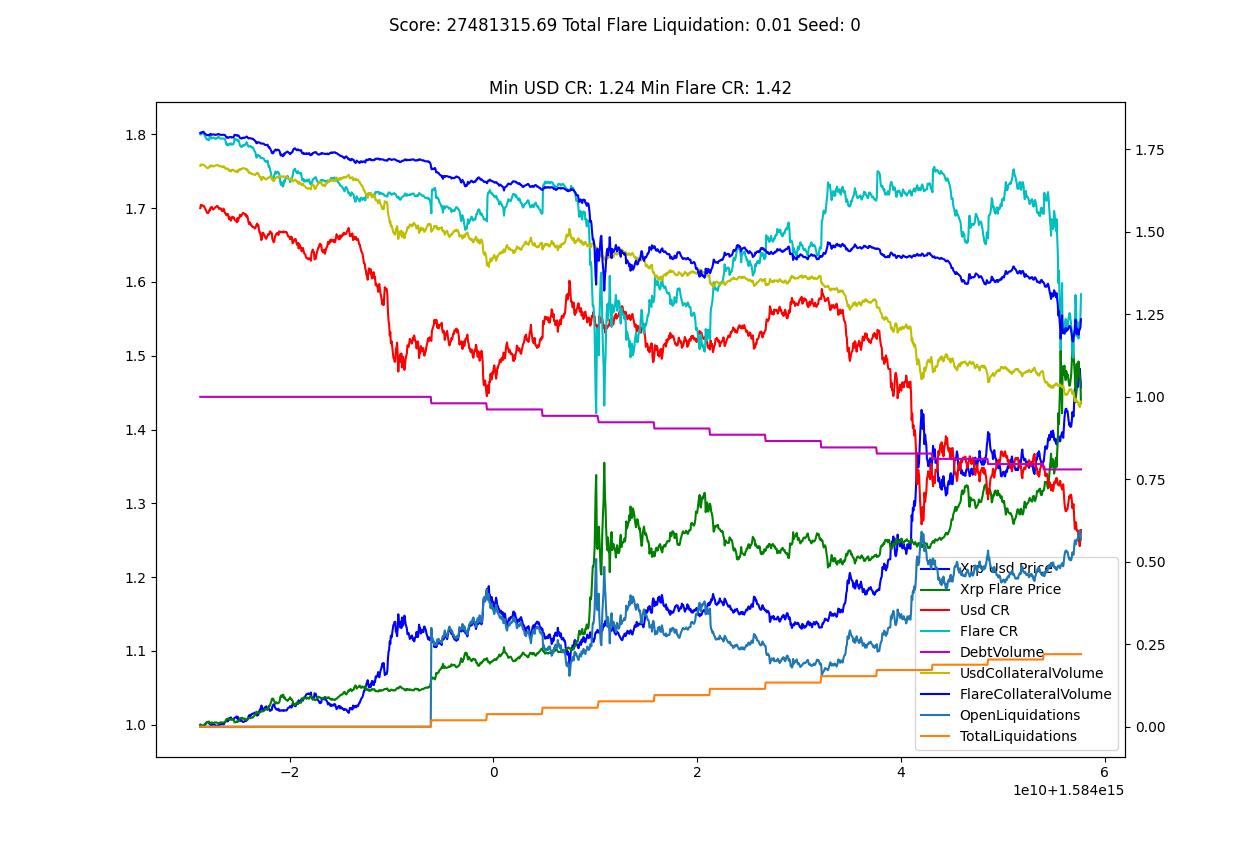 Score: 27481315.69 Total Flare Liquidation: 0.01 Seed: 0
Min USD CR: 1.24 Min Flare CR: 1.42
1.8
1.7
1.6
1.5
1.4
1.3
1.2
1.1
1.0
1.75
1.50
1.25
1.00
0.75
0.50
0.25
0.00
Xrp Usd Price
Xrp Flare Price
Usd CR
Flare CR
DebtVolume
UsdCollateralVolume
FlareCollateralVolume
OpenLiquidations
TotalLiquidations
−2 0 2 4 6
1e10+1.584e15